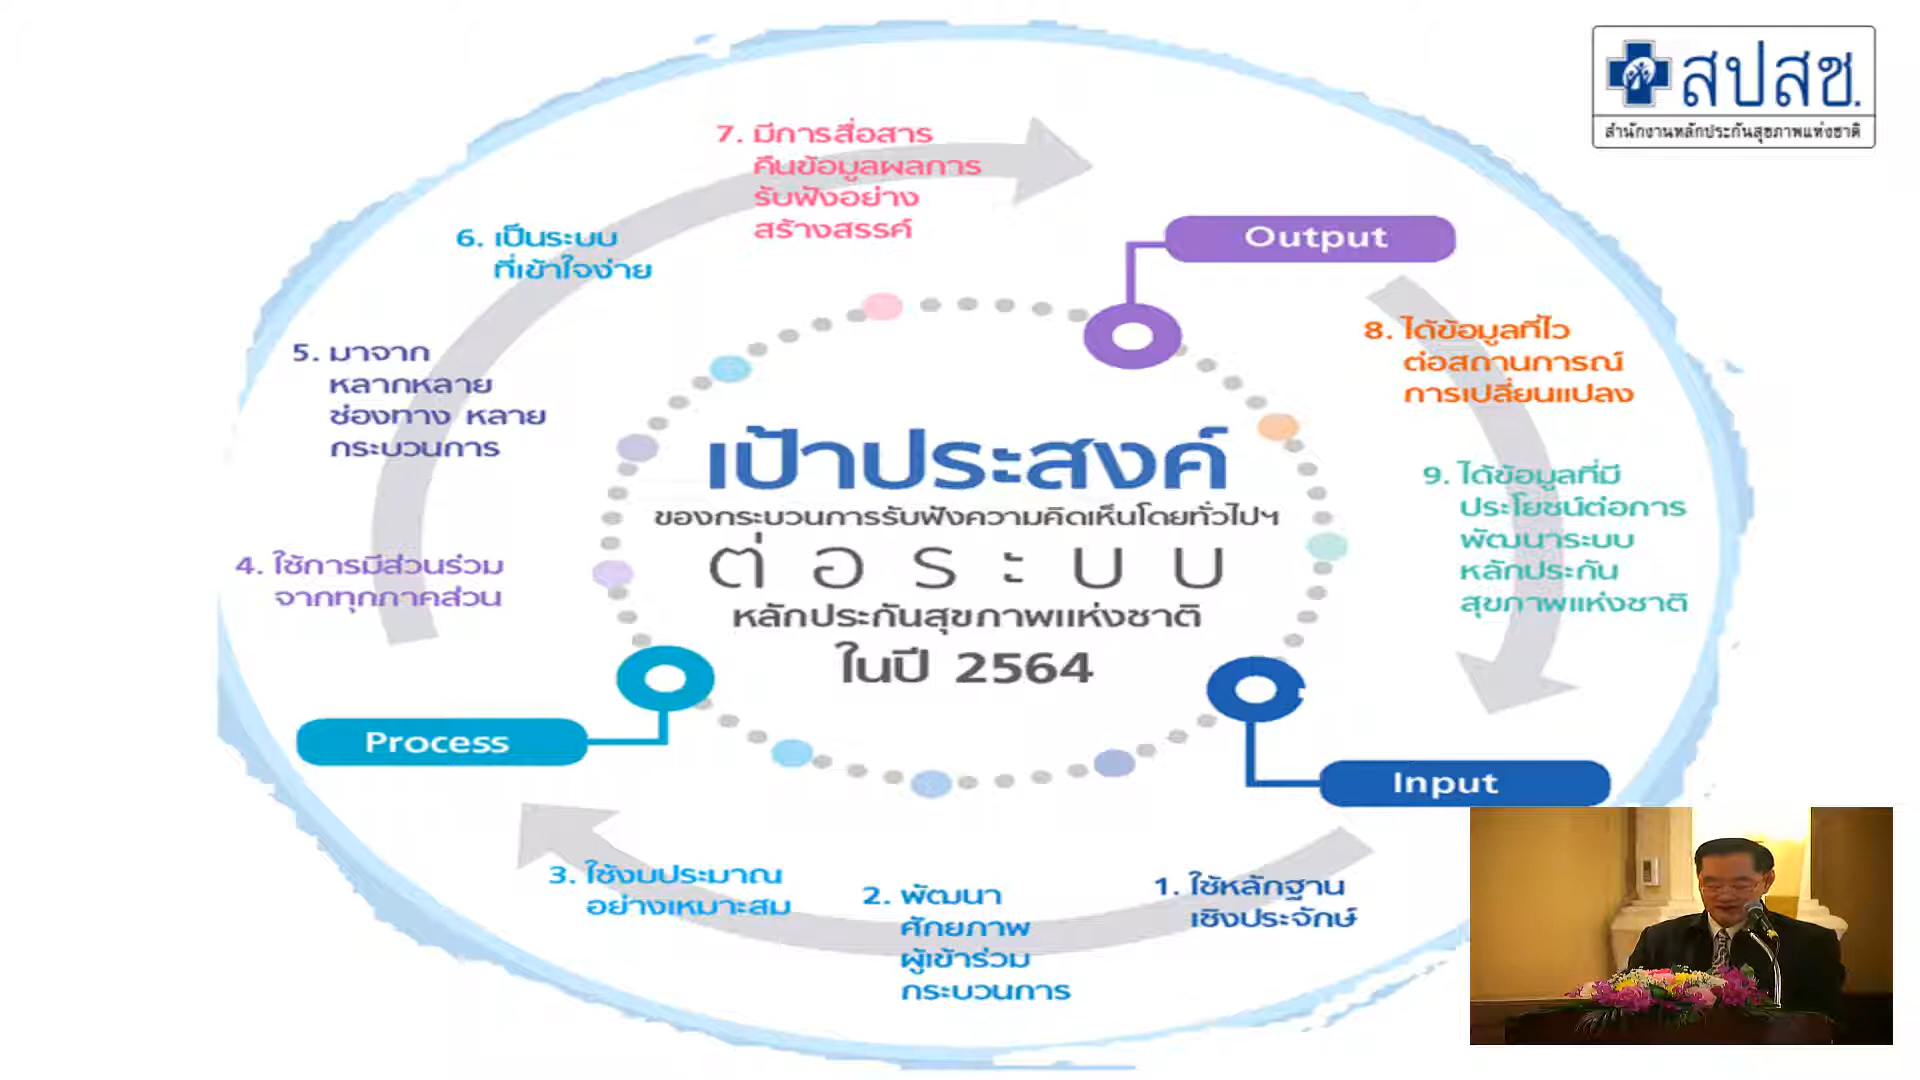 สปสช.
สำนักงานหลักประกันสุขภาพแห่งชาติ
7. มีการสื่อสาร
คืนข้อมูลผลการ
รับฟังอย่าง
สร้างสรรค์
6. เป็นระบบ
ที่เข้าใจง่าย
5. มาจาก
หลากหลาย
ช่องทาง หลาย
กระบวนการ
4. ใช้การมีส่วนร่วม
จากทุกภาคส่วน
Process
Output
8. ได้ข้อมูลที่ไว
ต่อสถานการณ์
การเปลี่ยนแปลง
9. ได้ข้อมูลที่มี
ประโยชน์ต่อการ
พัฒนาระบบ
หลักประกัน
สุขภาพแห่งชาติ
เป้าประสงค์
ของกระบวนการรับฟังความคิดเห็นโดยทั่วไปฯ
ต่อระบบ
หลักประกันสุขภาพแห่งชาติ
ในปี 2564
Input
3. ใช้งบประมาณ
อย่างเหมาะสม
2. พัฒนา
ศักยภาพ
ผู้เข้าร่วม
กระบวนการ
1. ใช้หลักฐาน
เชิงประจักษ์